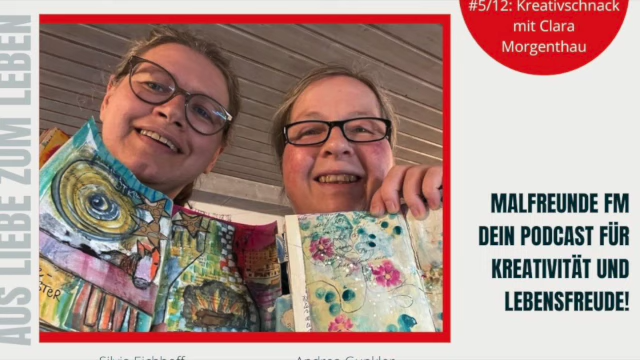 AUS LIEBE ZUM LEBEN
#5/12: Kreativschnack
mit Clara
Morgenthau
MALFREUNDE FM
DEIN PODCAST FÜR
KREATIVITÄT UND
LEBENSFREUDE!